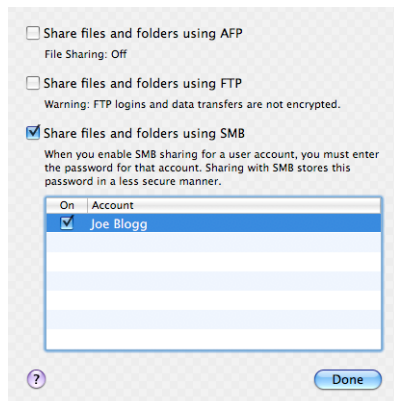 Share files and folders using AFP
File Sharing: Off
Share files and folders using FTP
Warning: FTP logins and data transfers are not encrypted.
Share files and folders using SMB
When you enable SMB sharing for a user account, you must enter
the password for that account. Sharing with SMB stores this
password in a less secure manner.
On Account
Joe Blogg
? Done